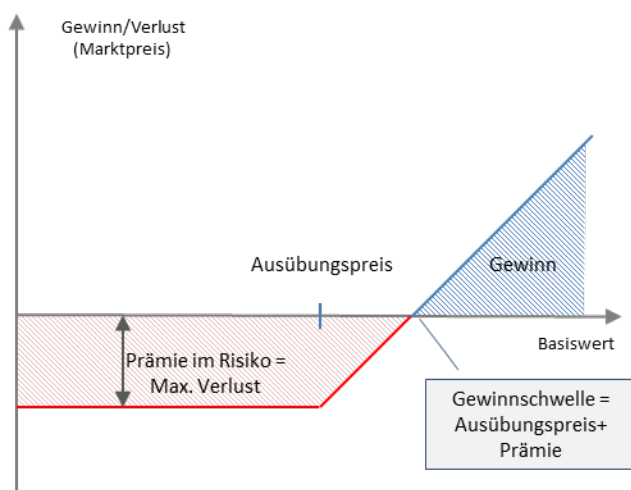 Gewinn/Verlust
(Marktpreis)
Ausübungspreis
Gewinn
Basiswert
Prämie im Risiko =
Max. Verlust
Gewinnschwelle =
Ausübungspreis+
Prämie